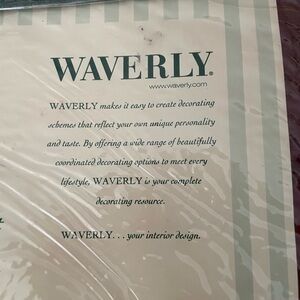 WAVERLY®
www.waverly.com
WAVERLY makes it easy to create decorating
schemes that reflect your own unique personality
and taste. By offering a wide range of beautifully
coordinated decorating options to meet every
lifestyle, WAVERLY is your complete
decorating resource.
WAVERLY. . . your interior design.